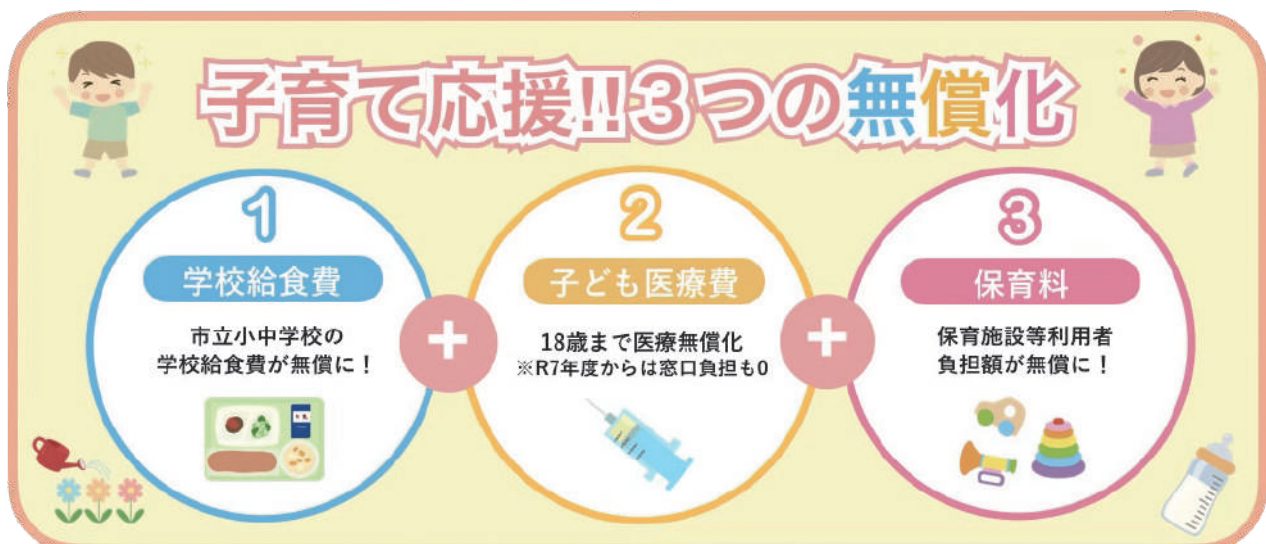 子育て応援!!3つの無償化
1
学校給食費
市立小中学校の
学校給食費が無償に！
+
2
子ども医療費
18歳まで医療無償化
※R7年度からは窓口負担も0
+
3
保育料
保育施設等利用者
負担額が無償に！